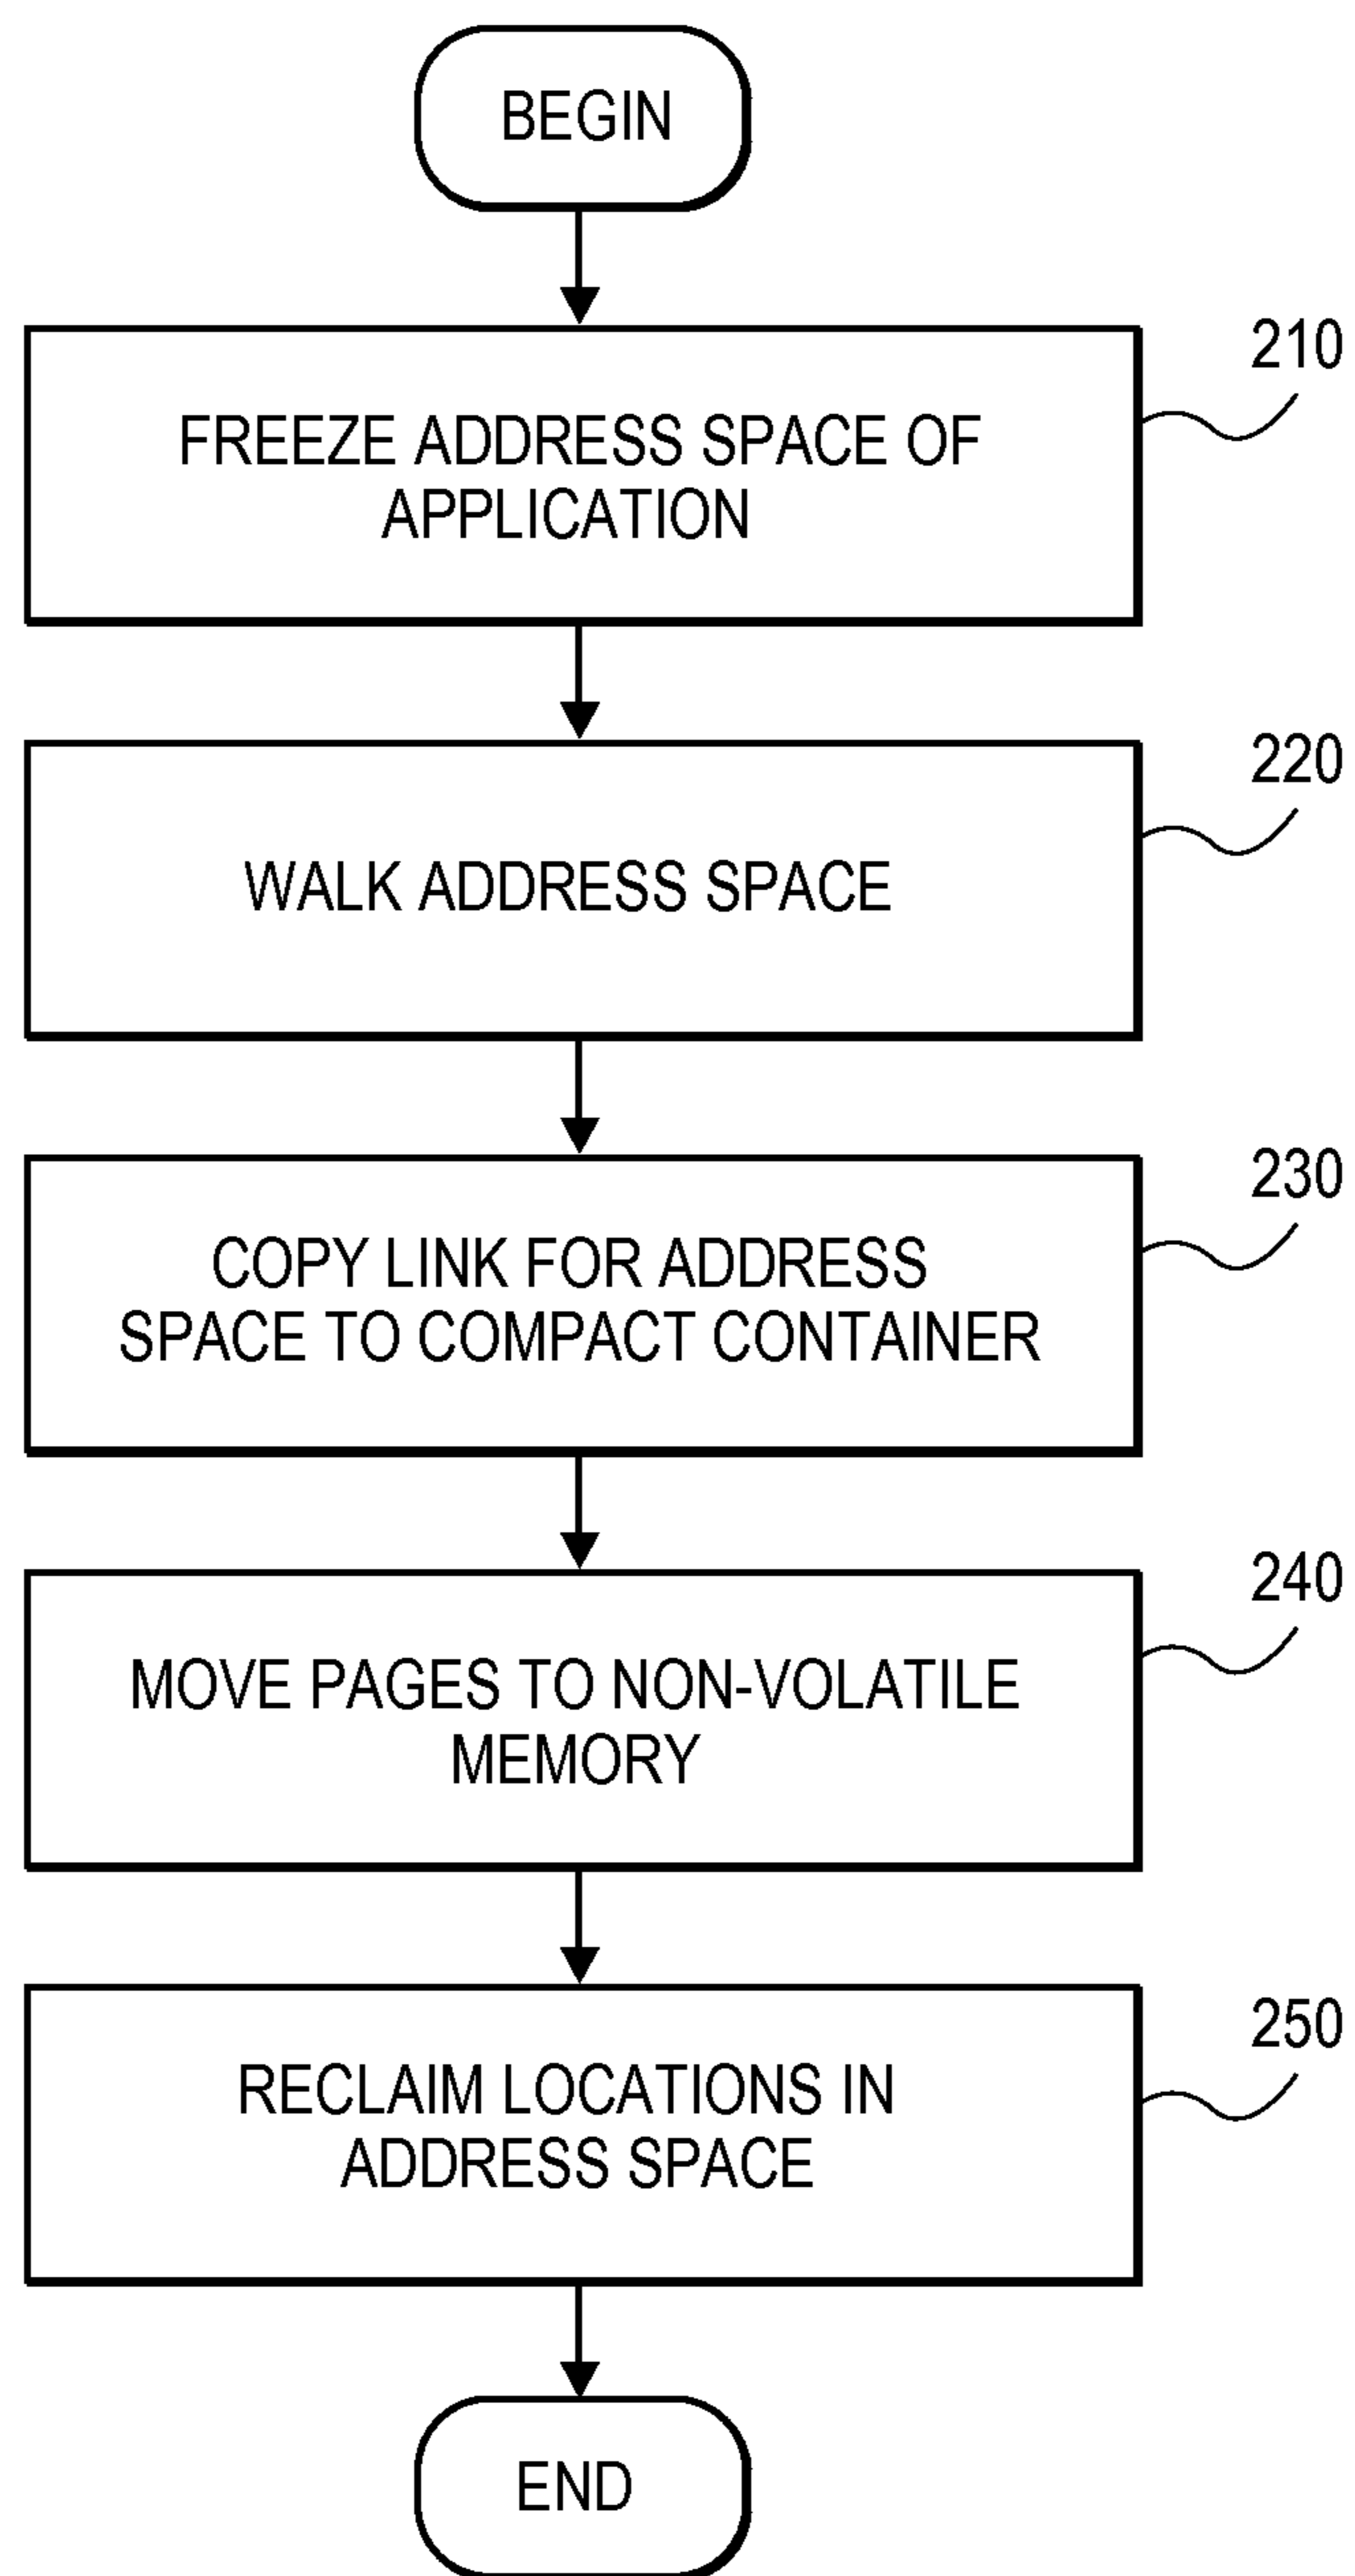 BEGIN
210
FREEZE ADDRESS SPACE OF
APPLICATION
220
WALK ADDRESS SPACE
230
COPY LINK FOR ADDRESS
SPACE TO COMPACT CONTAINER
240
MOVE PAGES TO NON-VOLATILE
MEMORY
250
RECLAIM LOCATIONS IN
ADDRESS SPACE
END